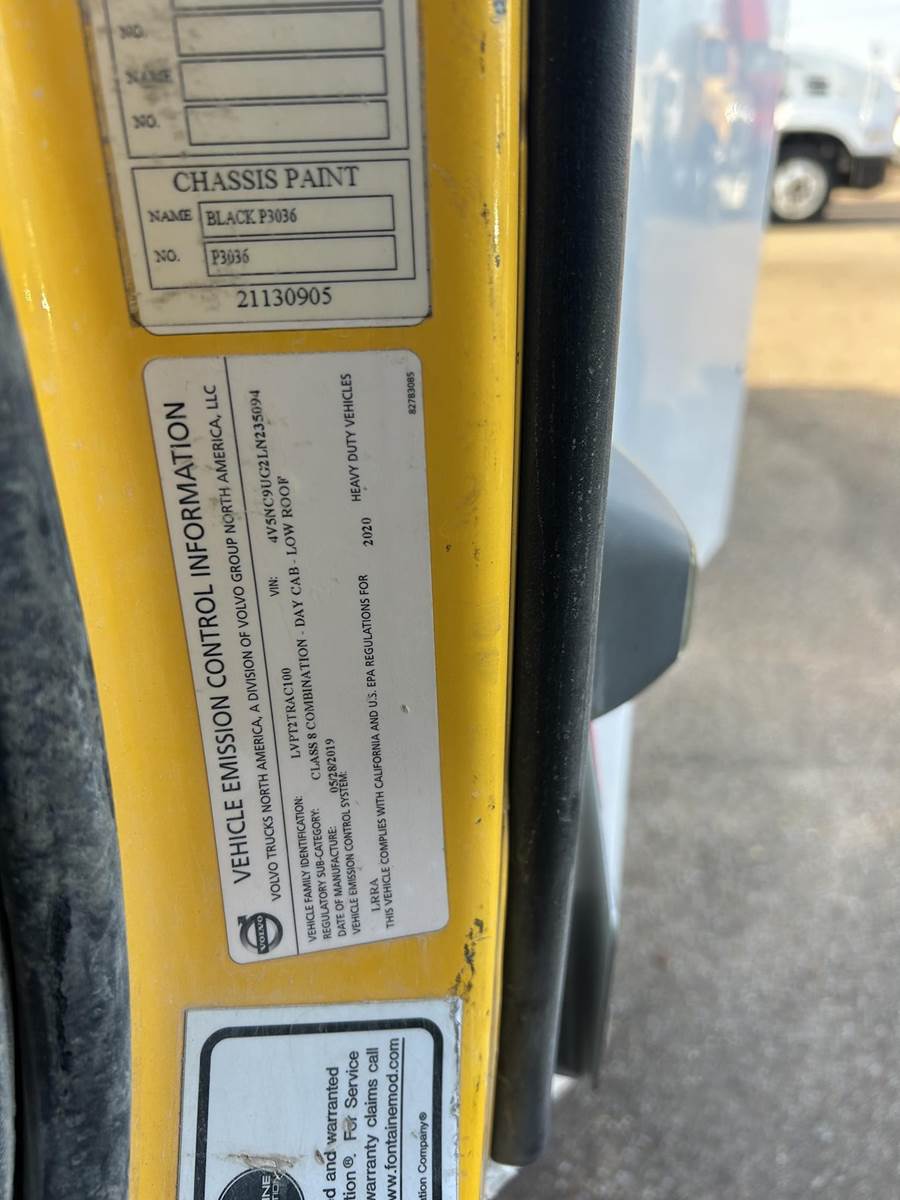 NO.
NAME
NO.
CHASSIS PAINT
NAME BLACK P3036
NO. P3036
21130905
VEHICLE EMISSION CONTROL INFORMATION
VOLVO TRUCKS NORTH AMERICA, A DIVISION OF VOLVO GROUP NORTH AMERICA, LLC
VOLVO
VEHICLE FAMILY IDENTIFICATION: LVPT2TRAC100 VIN: 4V5NC9UG2LN235094
REGULATORY SUB-CATEGORY: CLASS 8 COMBINATION - DAY CAB - LOW ROOF
DATE OF MANUFACTURE: 05/28/2019
VEHICLE EMISSION CONTROL SYSTEM:
LRRA
THIS VEHICLE COMPLIES WITH CALIFORNIA AND U.S. EPA REGULATIONS FOR 2020 HEAVY DUTY VEHICLES
82783085
d and warranted
tion®. For Service
warranty claims call
ww.fontainemod.com
ation Company®